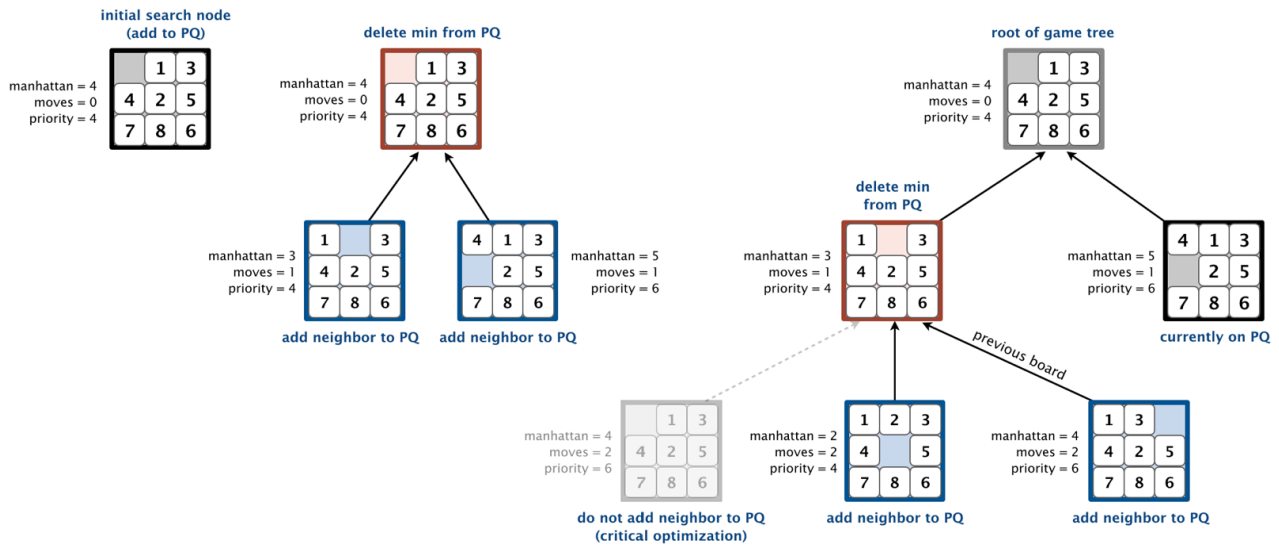 initial search node
(add to PQ)
manhattan = 4
moves = 0
priority = 4
1 3
4 2 5
7 8 6
delete min from PQ
manhattan = 4
moves = 0
priority = 4
1 3
4 2 5
7 8 6
manhattan = 3
moves = 1
priority = 4
1 3
4 2 5
7 8 6
add neighbor to PQ
4 1 3
2 5
7 8 6
manhattan = 5
moves = 1
priority = 6
add neighbor to PQ
root of game tree
manhattan = 4
moves = 0
priority = 4
1 3
4 2 5
7 8 6
delete min
from PQ
manhattan = 3
moves = 1
priority = 4
1 3
4 2 5
7 8 6
manhattan = 5
moves = 1
priority = 6
4 1 3
2 5
7 8 6
currently on PQ
previous board
manhattan = 4
moves = 2
priority = 6
1 3
4 2 5
7 8 6
do not add neighbor to PQ
(critical optimization)
manhattan = 2
moves = 2
priority = 4
1 2 3
4 5
7 8 6
add neighbor to PQ
manhattan = 4
moves = 2
priority = 6
1 3
4 2 5
7 8 6
add neighbor to PQ